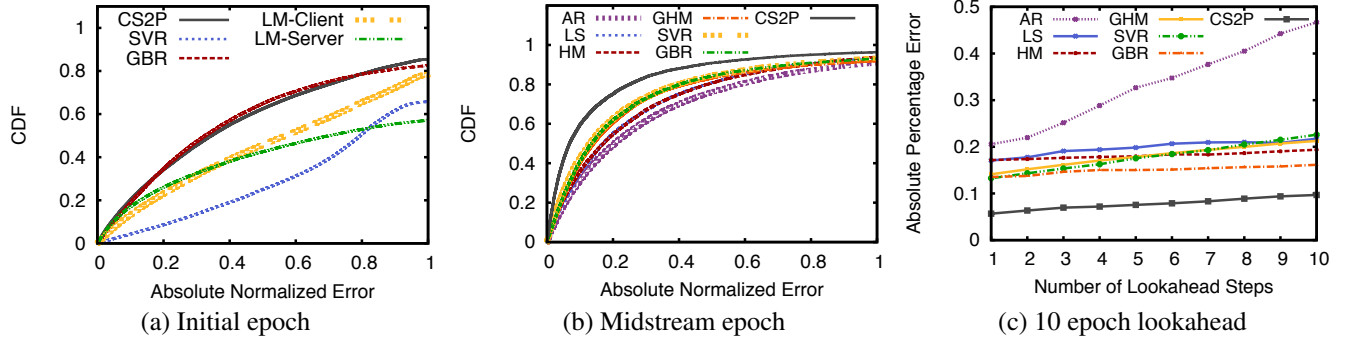 CS2P
SVR
GBR
LM-Client
LM-Server
CDF
1
0.8
0.6
0.4
0.2
0
0 0.2 0.4 0.6 0.8 1
Absolute Normalized Error
(a) Initial epoch
AR GHM CS2P
LS SVR
HM GBR
CDF
1
0.8
0.6
0.4
0.2
0
0 0.2 0.4 0.6 0.8 1
Absolute Normalized Error
(b) Midstream epoch
AR GHM CS2P
LS SVR
HM GBR
Absolute Percentage Error
0.5
0.4
0.3
0.2
0.1
0
1 2 3 4 5 6 7 8 9 10
Number of Lookahead Steps
(c) 10 epoch lookahead